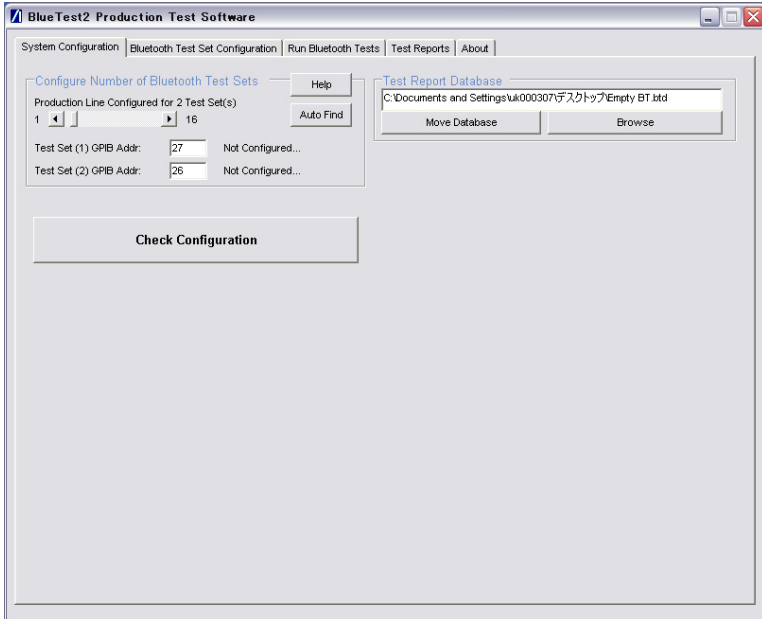 BlueTest2 Production Test Software
System Configuration Bluetooth Test Set Configuration Run Bluetooth Tests Test Reports About
Configure Number of Bluetooth Test Sets
Help
Production Line Configured for 2 Test Set(s)
1 16
Auto Find
Test Set (1) GPIB Addr: 27 Not Configured...
Test Set (2) GPIB Addr: 26 Not Configured...
Test Report Database
C:\Documents and Settings\uk000307\デスクトップ\Empty BT.btd
Move Database Browse
Check Configuration